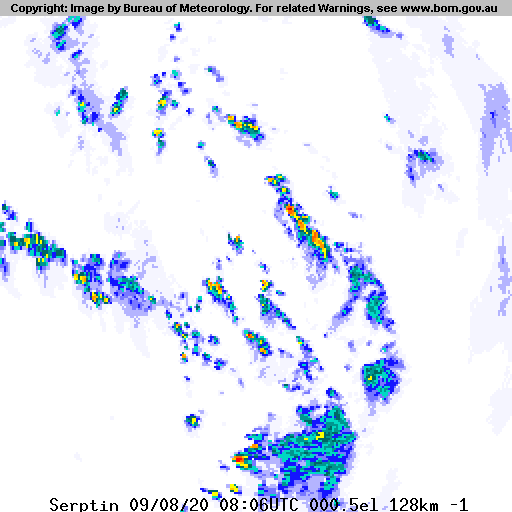 Copyright: Image by Bureau of Meteorology. For related Warnings, see www.bom.gov.au
Serptin 09/08/20 08:06UTC 000.5el 128km -1